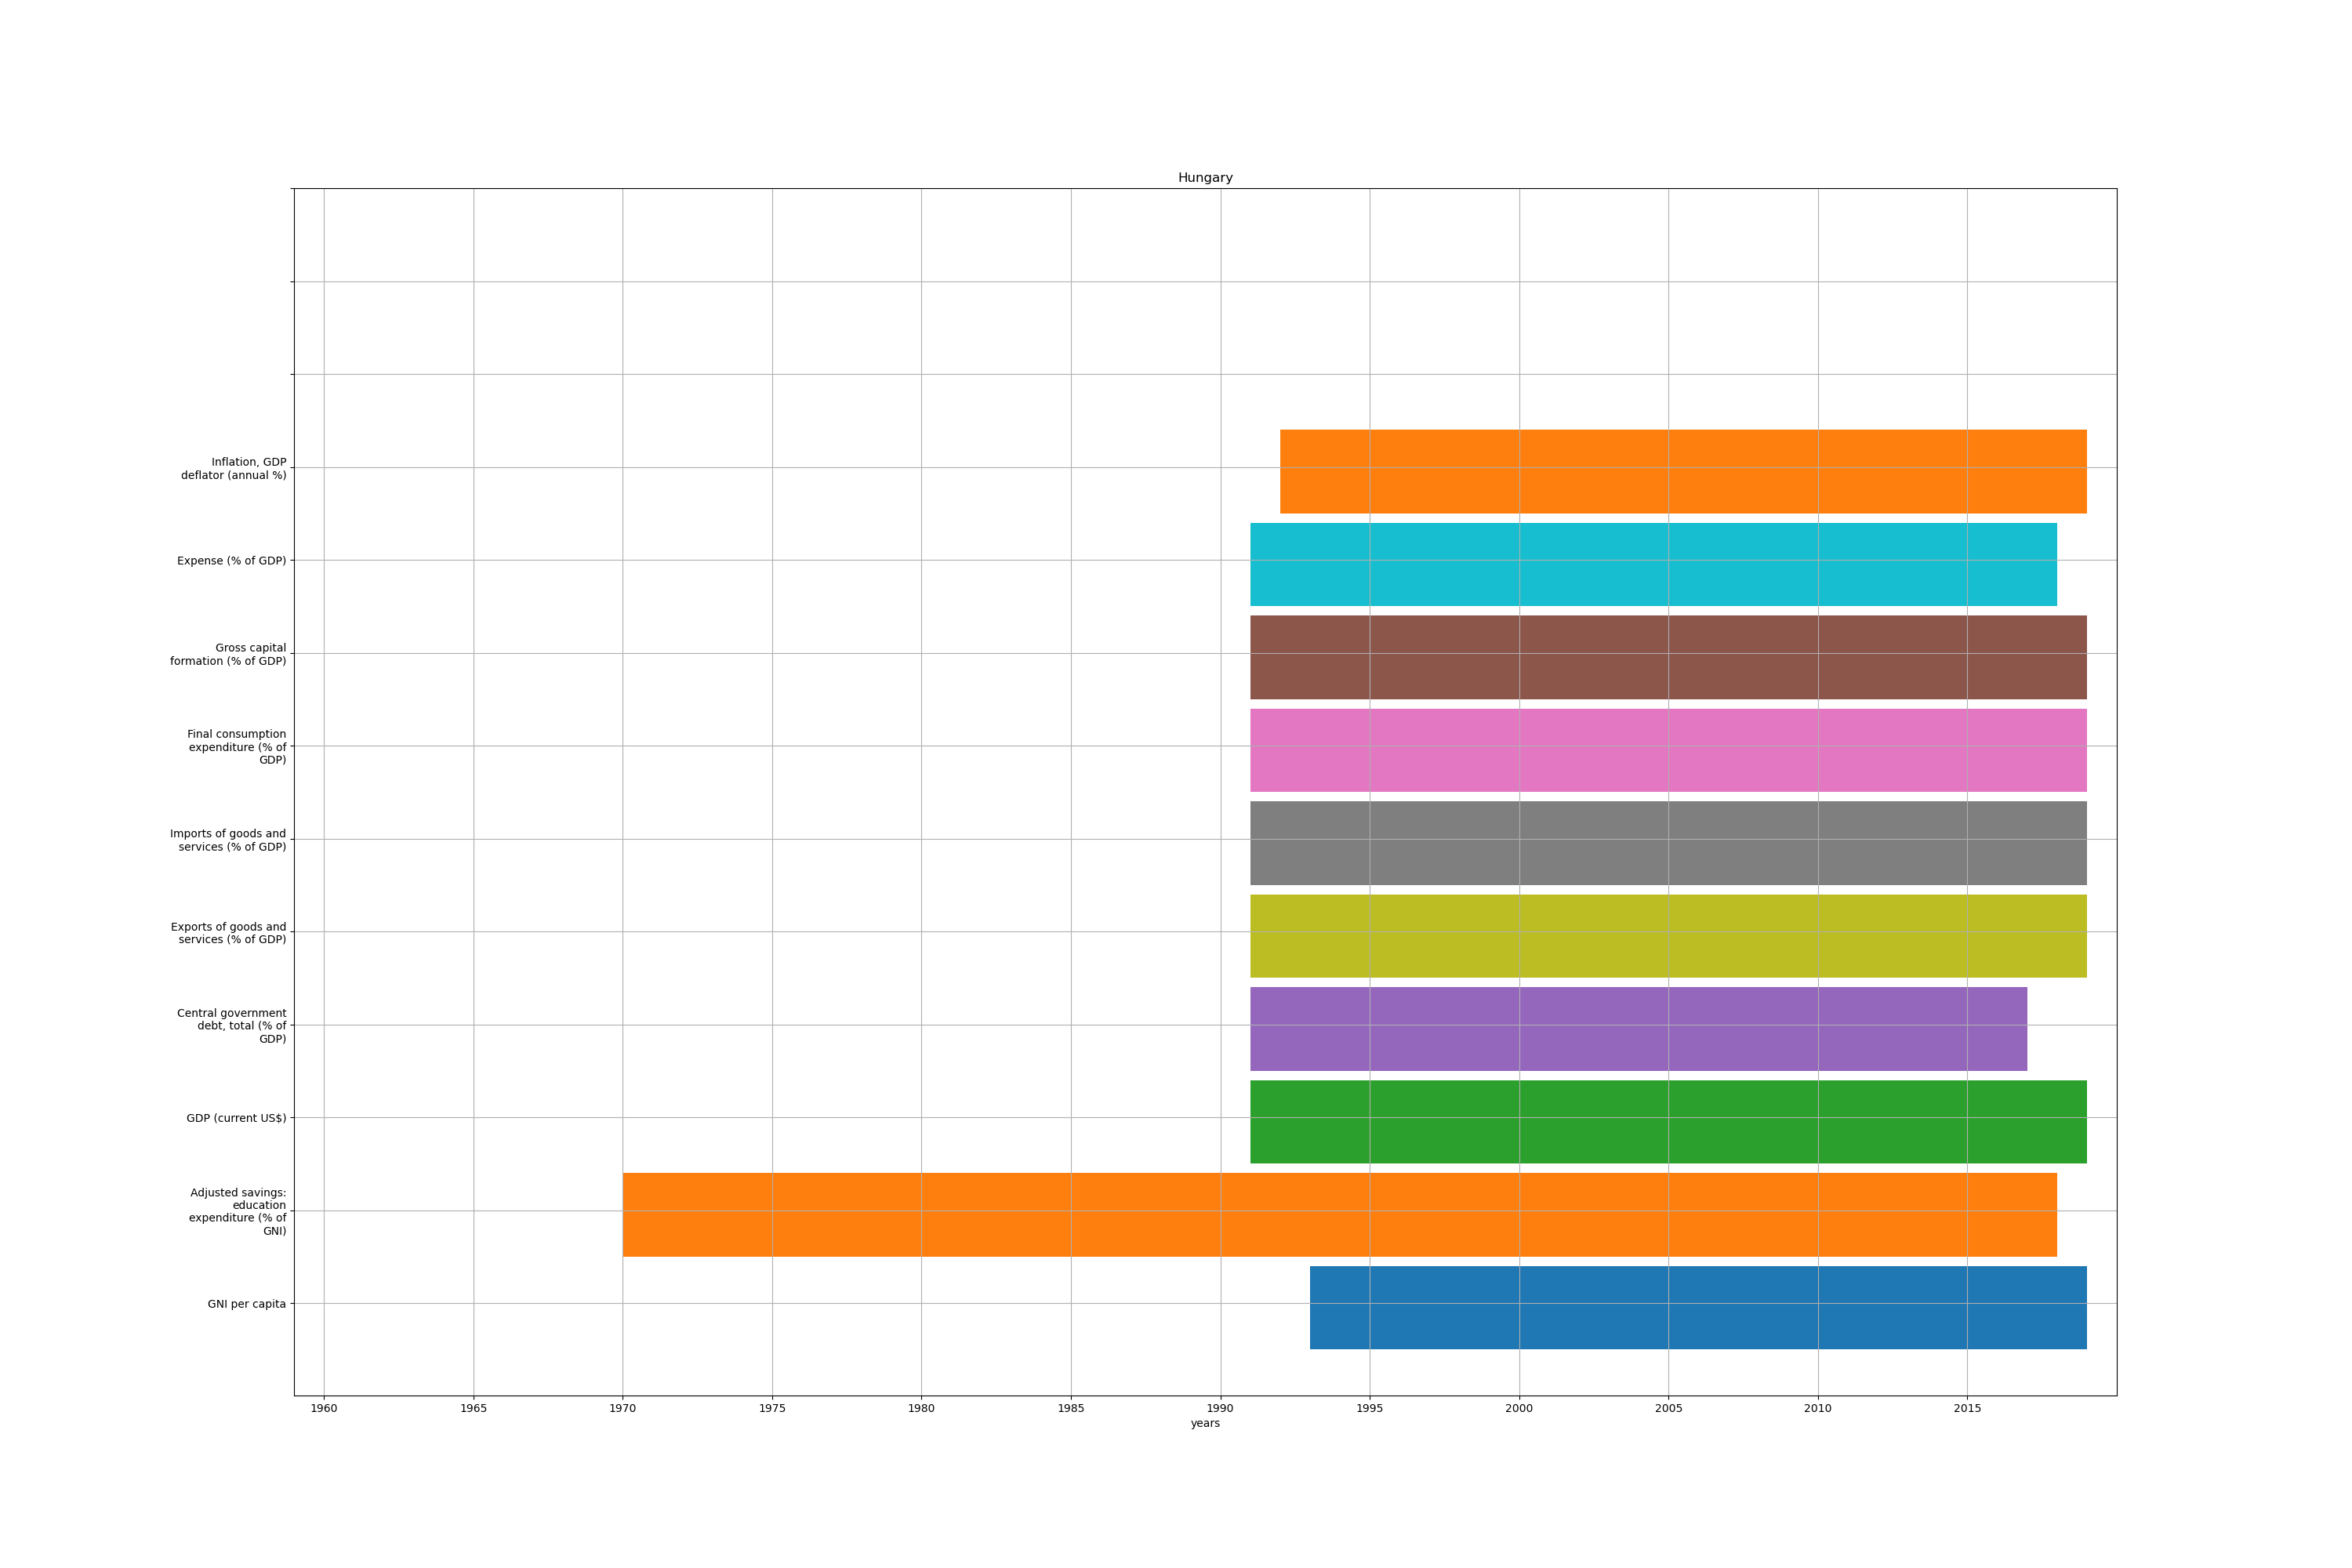 Hungary
Inflation, GDP
deflator (annual %)
Expense (% of GDP)
Gross capital
formation (% of GDP)
Final consumption
expenditure (% of
GDP)
Imports of goods and
services (% of GDP)
Exports of goods and
services (% of GDP)
Central government
debt, total (% of
GDP)
GDP (current US$)
Adjusted savings:
education
expenditure (% of
GNI)
GNI per capita
1960 1965 1970 1975 1980 1985 1990 1995 2000 2005 2010 2015
years